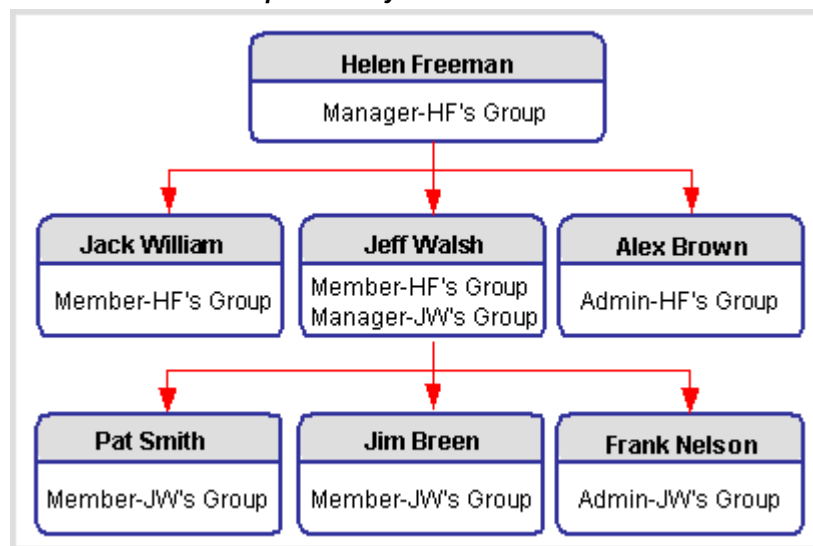 Helen Freeman
Manager-HF's Group
Jack William
Member-HF's Group
Jeff Walsh
Member-HF's Group
Manager-JW's Group
Alex Brown
Admin-HF's Group
Pat Smith
Member-JW's Group
Jim Breen
Member-JW's Group
Frank Nelson
Admin-JW's Group